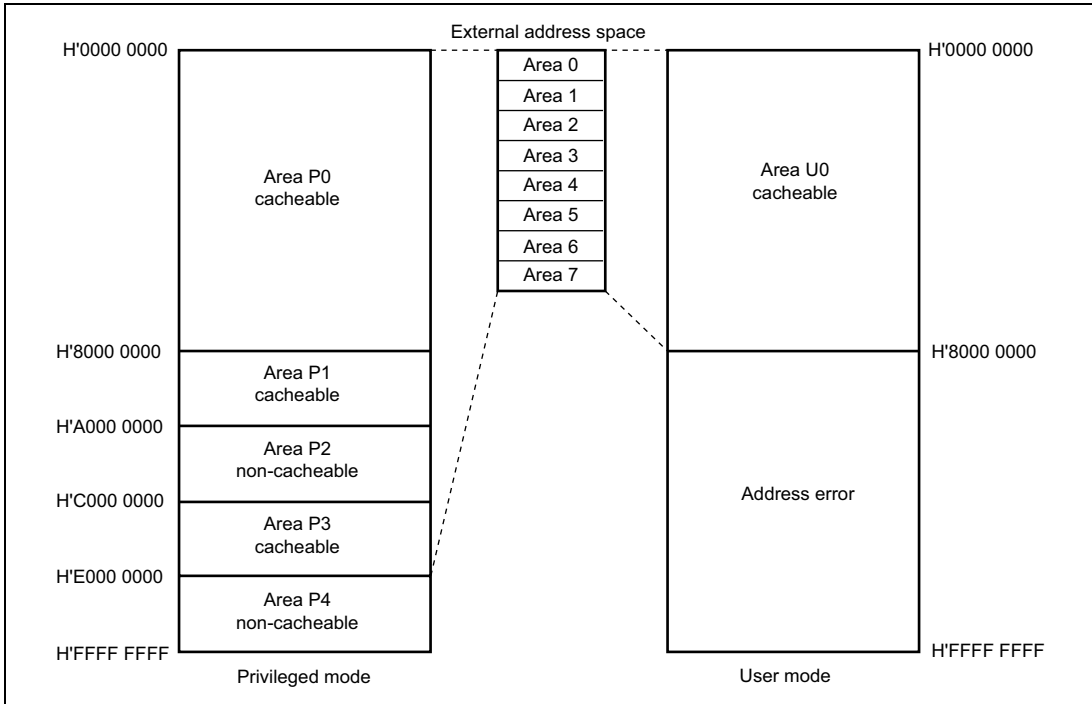 External address space
H'0000 0000
Area P0
cacheable
H'8000 0000
Area P1
cacheable
H'A000 0000
Area P2
non-cacheable
H'C000 0000
Area P3
cacheable
H'E000 0000
Area P4
non-cacheable
H'FFFF FFFF
Privileged mode
Area 0
Area 1
Area 2
Area 3
Area 4
Area 5
Area 6
Area 7
H'0000 0000
Area U0
cacheable
H'8000 0000
Address error
H'FFFF FFFF
User mode